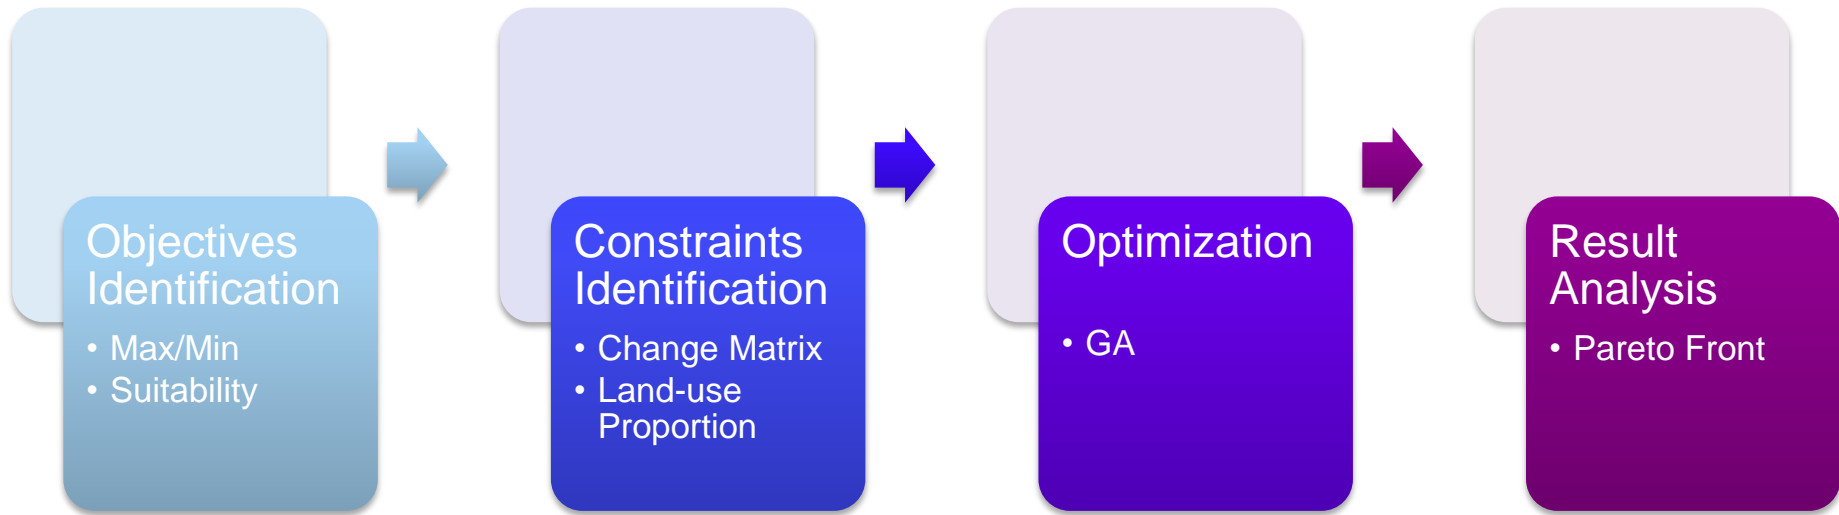 Objectives
Identification
• Max/Min
• Suitability
Constraints
Identification
• Change Matrix
• Land-use
Proportion
Optimization
• GA
Result
Analysis
• Pareto Front